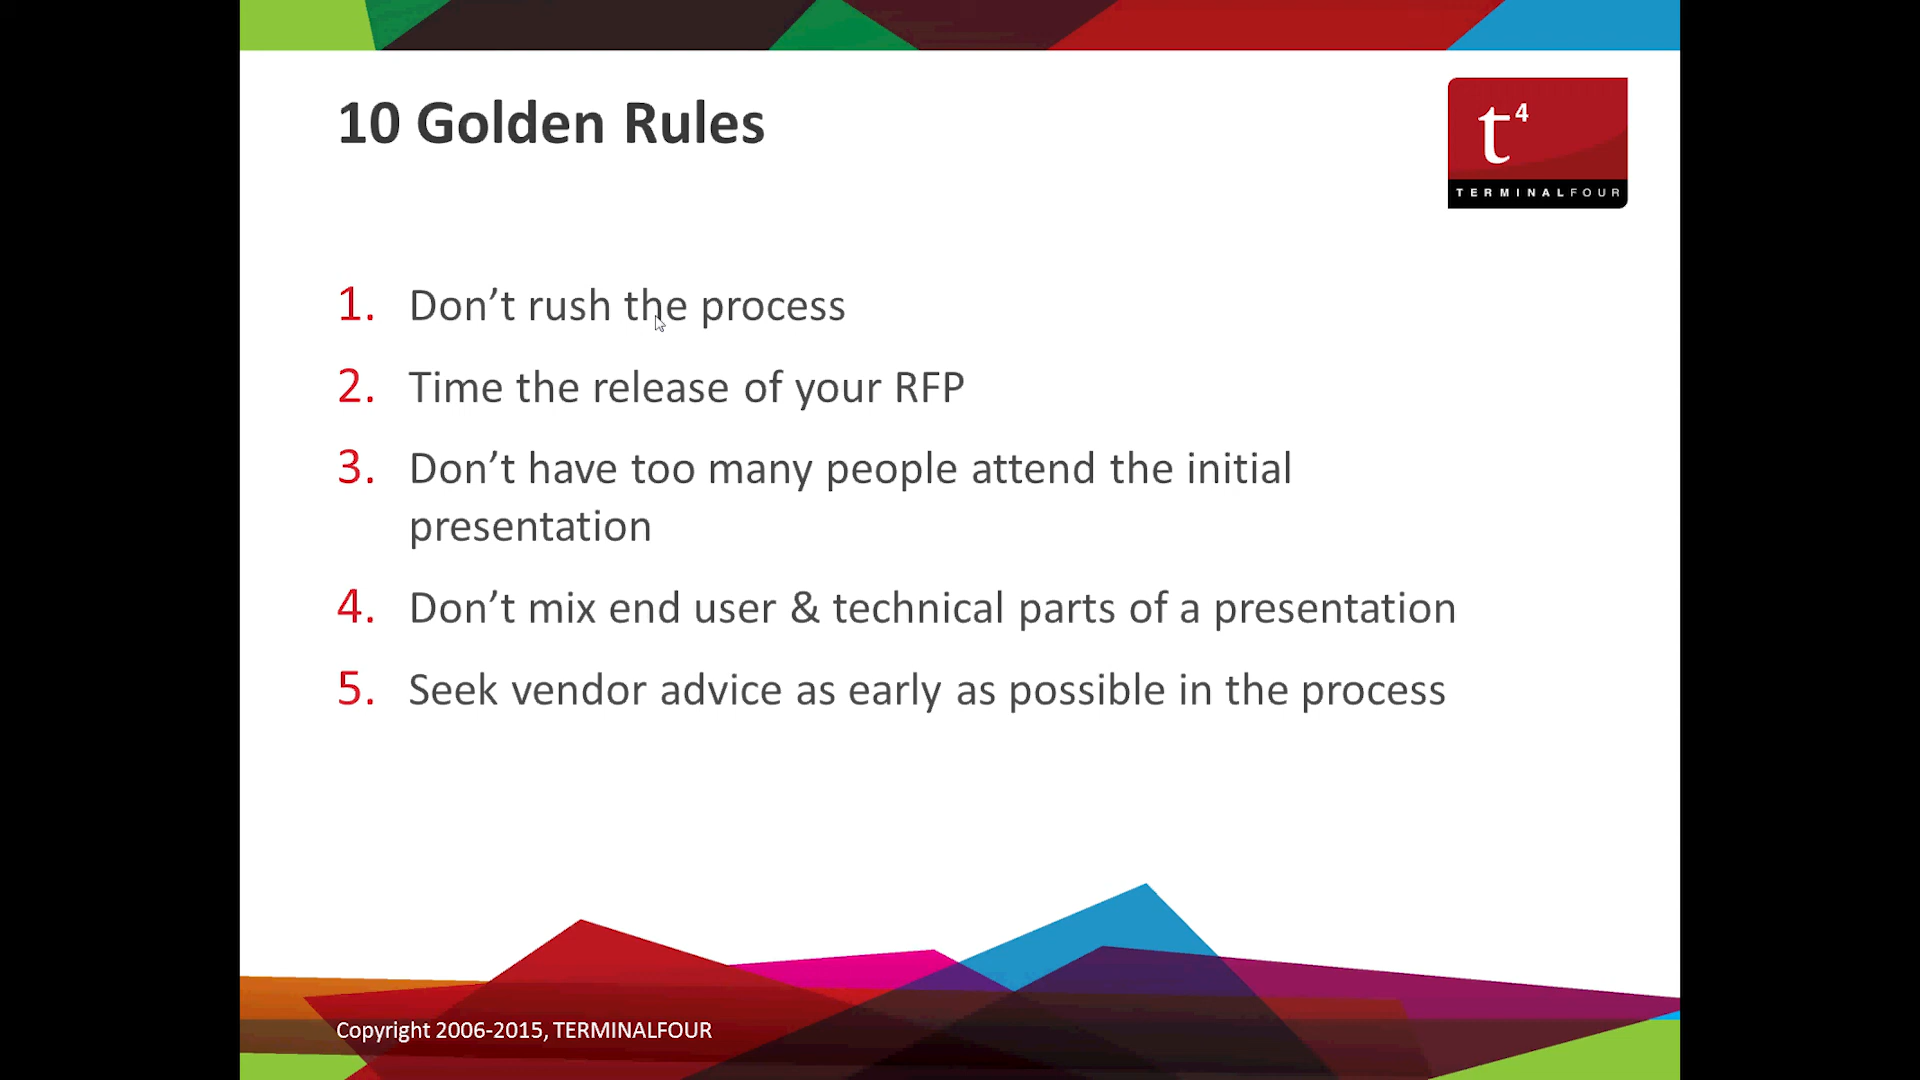 10 Golden Rules
t4
TERMINALFOUR
1. Don’t rush the process
2. Time the release of your RFP
3. Don’t have too many people attend the initial
presentation
4. Don’t mix end user & technical parts of a presentation
5. Seek vendor advice as early as possible in the process
Copyright 2006-2015, TERMINALFOUR